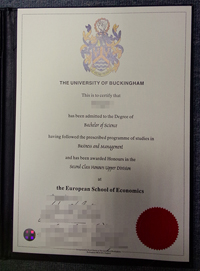 THE UNIVERSITY OF BUCKINGHAM
This is to certify that
has been admitted to the Degree of
Bachelor of Science
having followed the prescribed programme of studies in
Business and Management
and has been awarded Honours in the
Second Class Honours Upper Division
at
the European School of Economics